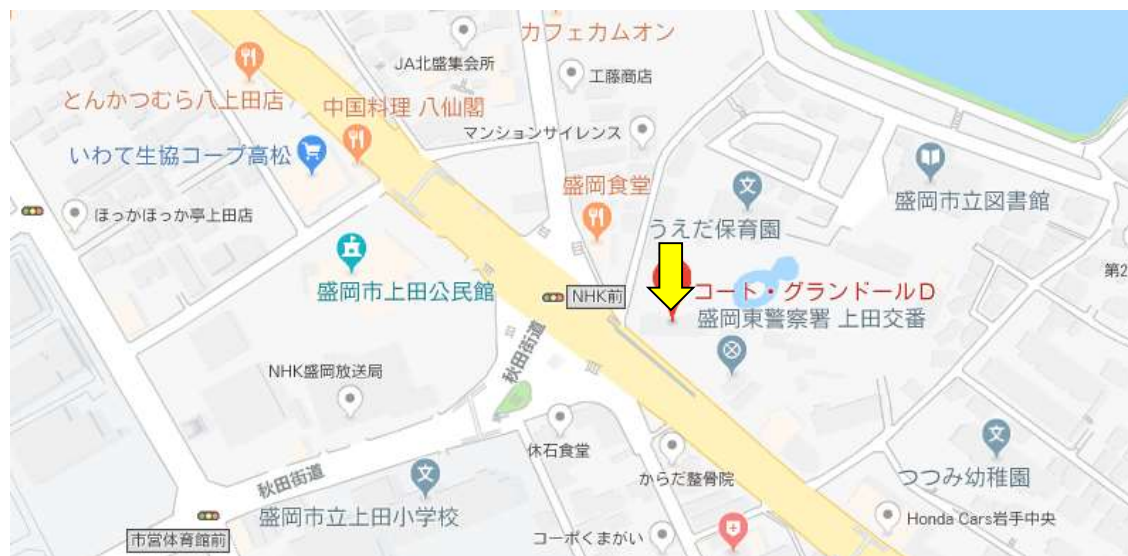 カフェカムオン
JA北盛集会所
工藤商店
とんかつむら八上田店
中国料理 八仙閣
マンションサイレンス
いわて生協コープ高松
盛岡食堂
盛岡市立図書館
ほっかほっか亭上田店
うえだ保育園
第2
盛岡市上田公民館
NHK前
コート・グランドールD
盛岡東警察署 上田交番
秋田街道
NHK盛岡放送局
休石食堂
からだ整骨院
つつみ幼稚園
秋田街道
盛岡市立上田小学校
Honda Cars岩手中央
市営体育館前
コーポくまがい